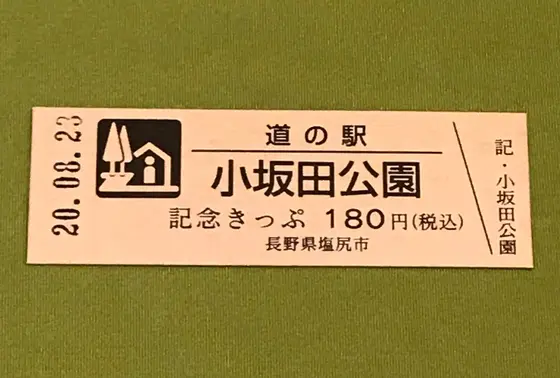 20.08.23
道の駅
小坂田公園
記念きっぷ 180円(税込)
長野県塩尻市
記・小坂田公園